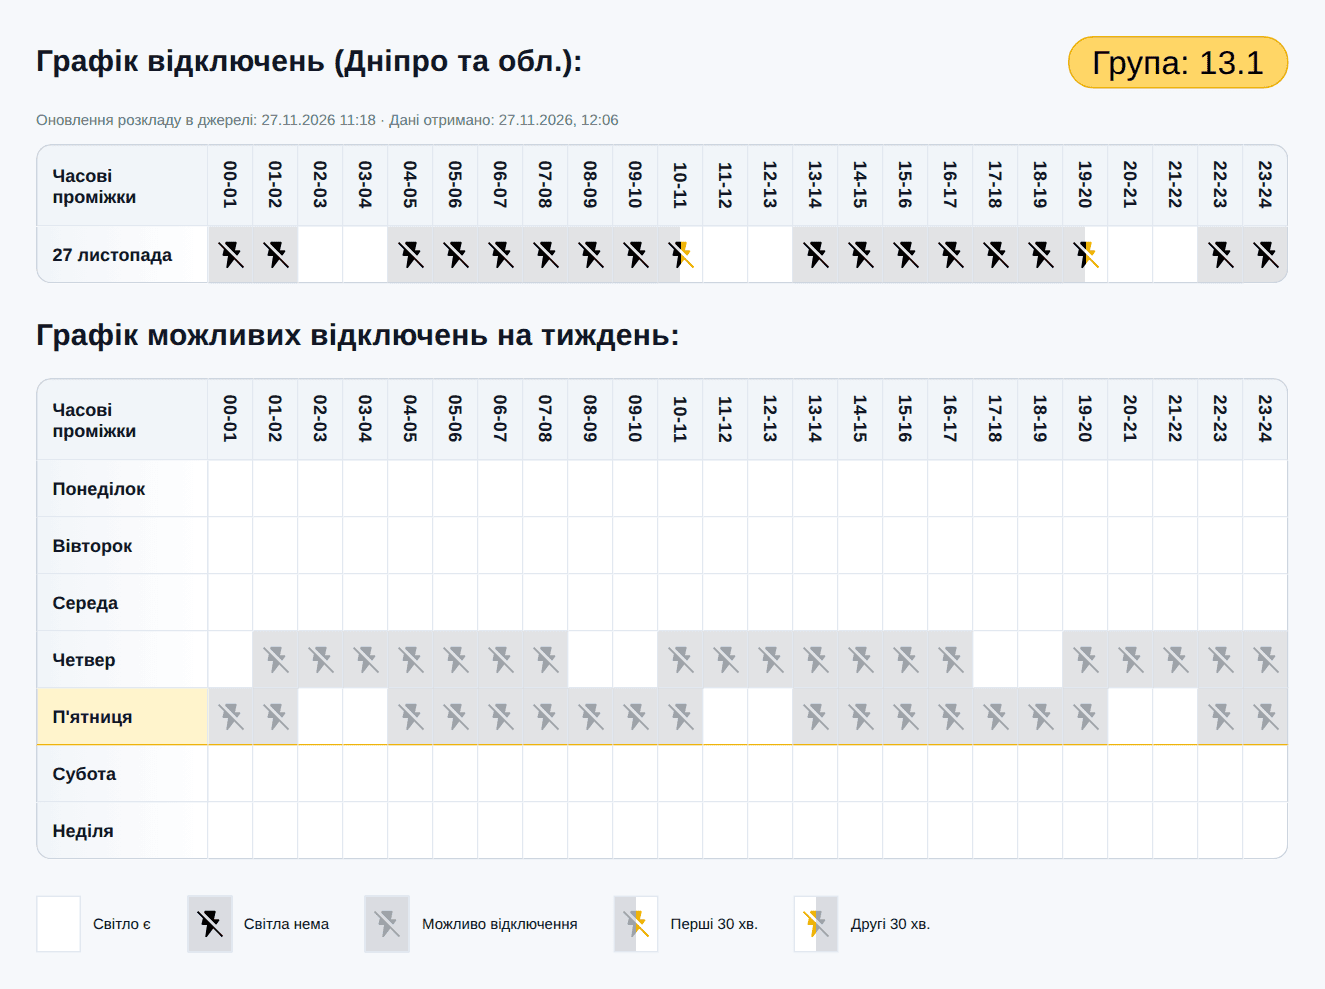 Графік відключень (Дніпро та обл.):
Група: 13.1
Оновлення розкладу в джерелі: 27.11.2026 11:18 · Дані отримано: 27.11.2026, 12:06
Часові
проміжки
00-01 01-02 02-03 03-04 04-05 05-06 06-07 07-08 08-09 09-10 10-11 11-12 12-13 13-14 14-15 15-16 16-17 17-18 18-19 19-20 20-21 21-22 22-23 23-24
27 листопада
Графік можливих відключень на тиждень:
Часові
проміжки
00-01 01-02 02-03 03-04 04-05 05-06 06-07 07-08 08-09 09-10 10-11 11-12 12-13 13-14 14-15 15-16 16-17 17-18 18-19 19-20 20-21 21-22 22-23 23-24
Понеділок
Вівторок
Середа
Четвер
П'ятниця
Субота
Неділя
Світло є
Світла нема
Можливо відключення
Перші 30 хв.
Другі 30 хв.